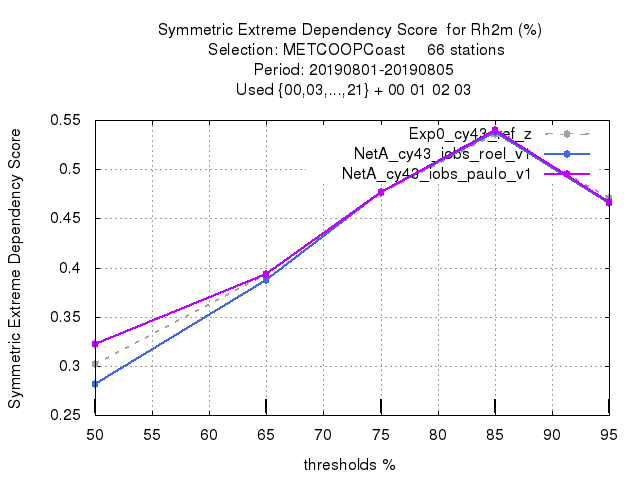 Symmetric Extreme Dependency Score  for Rh2m (%)
Selection: METCOOPCoast     66 stations
Period: 20190801-20190805
Used {00,03,...,21} + 00 01 02 03
Exp0_cy43_ref_z
NetA_cy43_iobs_roel_v1
NetA_cy43_iobs_paulo_v1
Symmetric Extreme Dependency Score
0.55
0.5
0.45
0.4
0.35
0.3
0.25
50 55 60 65 70 75 80 85 90 95
thresholds %